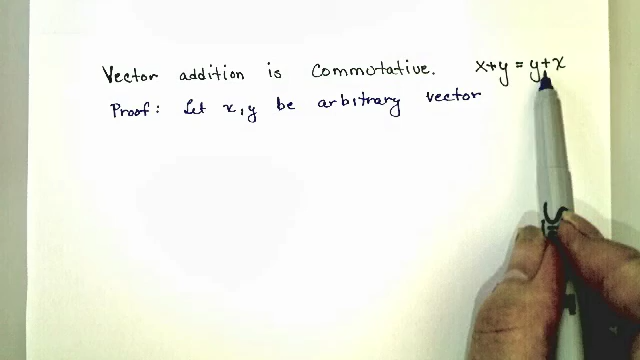 Vector addition is commutative. x+y = y+x
Proof: Let x, y be arbitrary vector